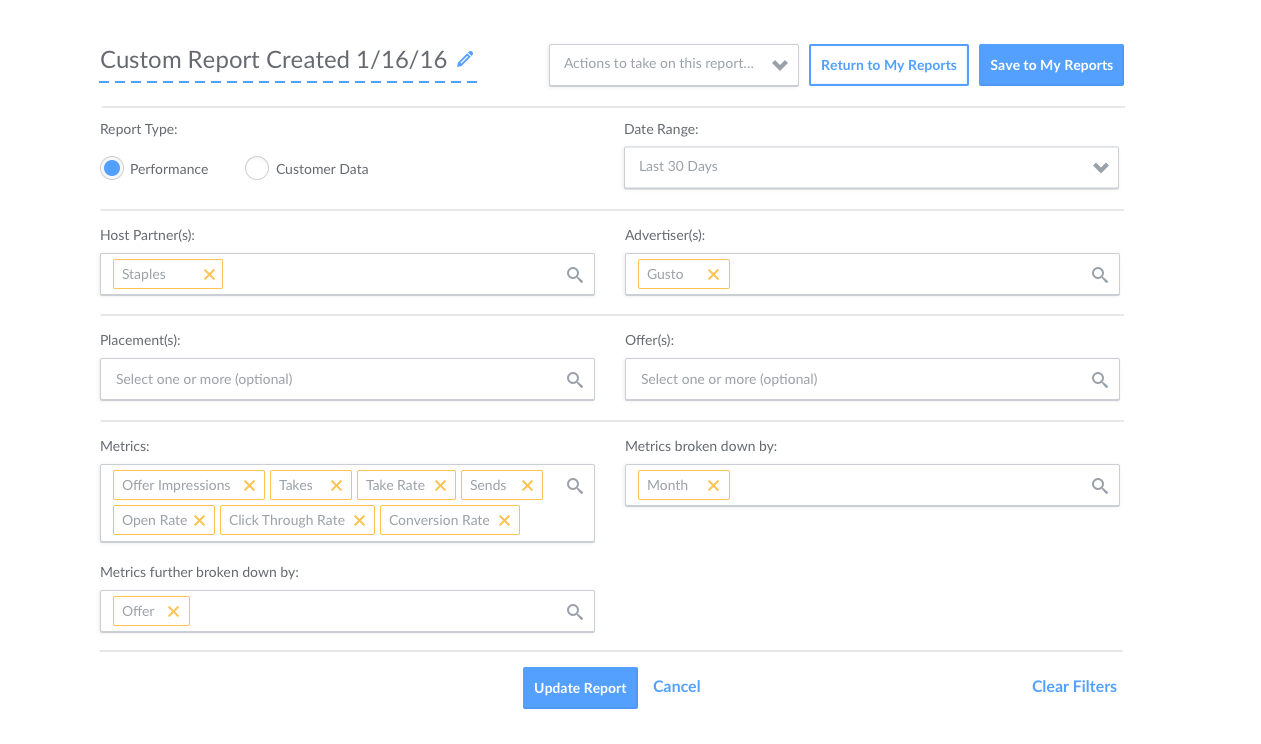 Custom Report Created 1/16/16
Actions to take on this report...
Return to My Reports
Save to My Reports
Report Type:
Date Range:
Performance
Customer Data
Last 30 Days
Host Partner(s):
Advertiser(s):
Staples
Gusto
Placement(s):
Offer(s):
Select one or more (optional)
Select one or more (optional)
Metrics:
Metrics broken down by:
Offer Impressions Takes Take Rate Sends
Month
Open Rate Click Through Rate Conversion Rate
Metrics further broken down by:
Offer
Update Report
Cancel
Clear Filters